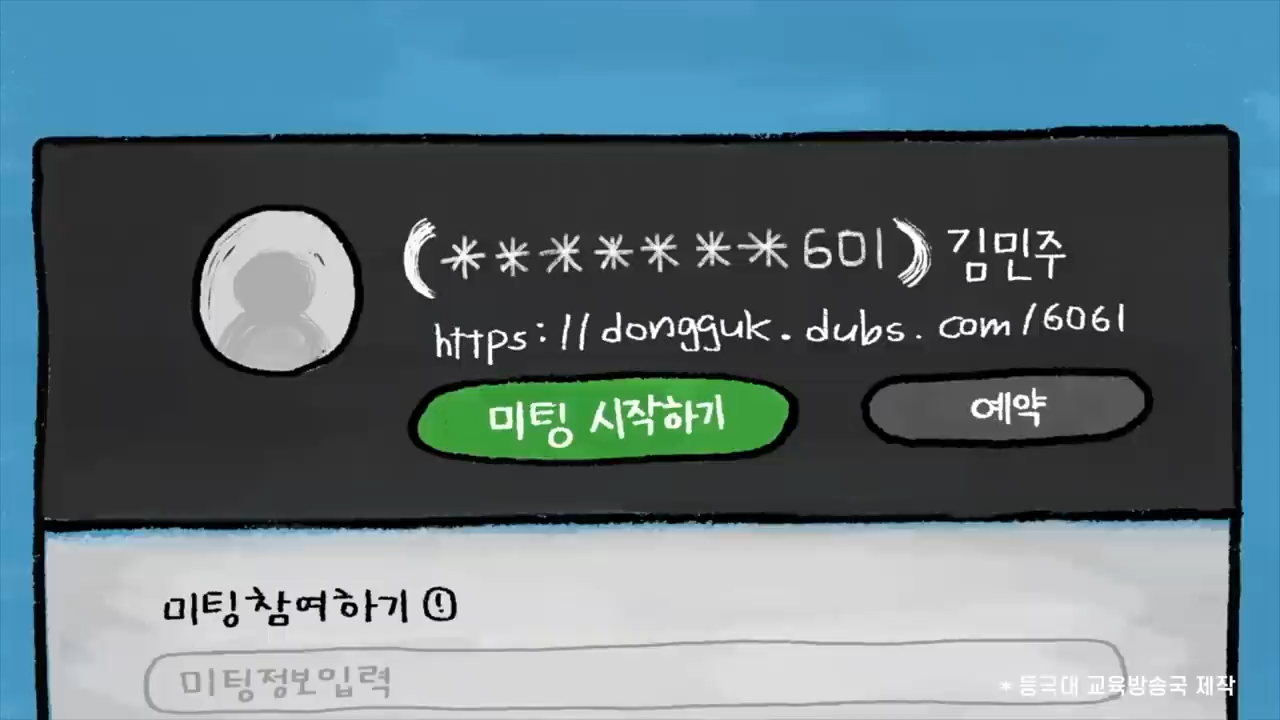 (*******601) 김민주
https://dongguk.dubs.com/6061
미팅 시작하기 예약
미팅참여하기 !
미팅정보입력
* 동국대 교육방송국 제작